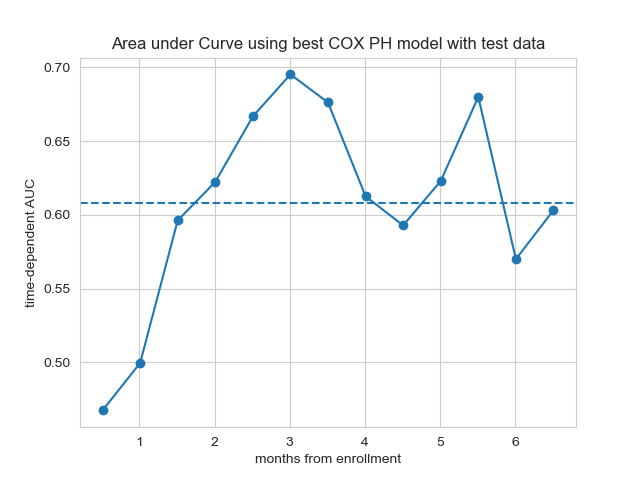 Area under Curve using best COX PH model with test data
0.70
0.65
0.60
0.55
0.50
time-dependent AUC
1 2 3 4 5 6
months from enrollment